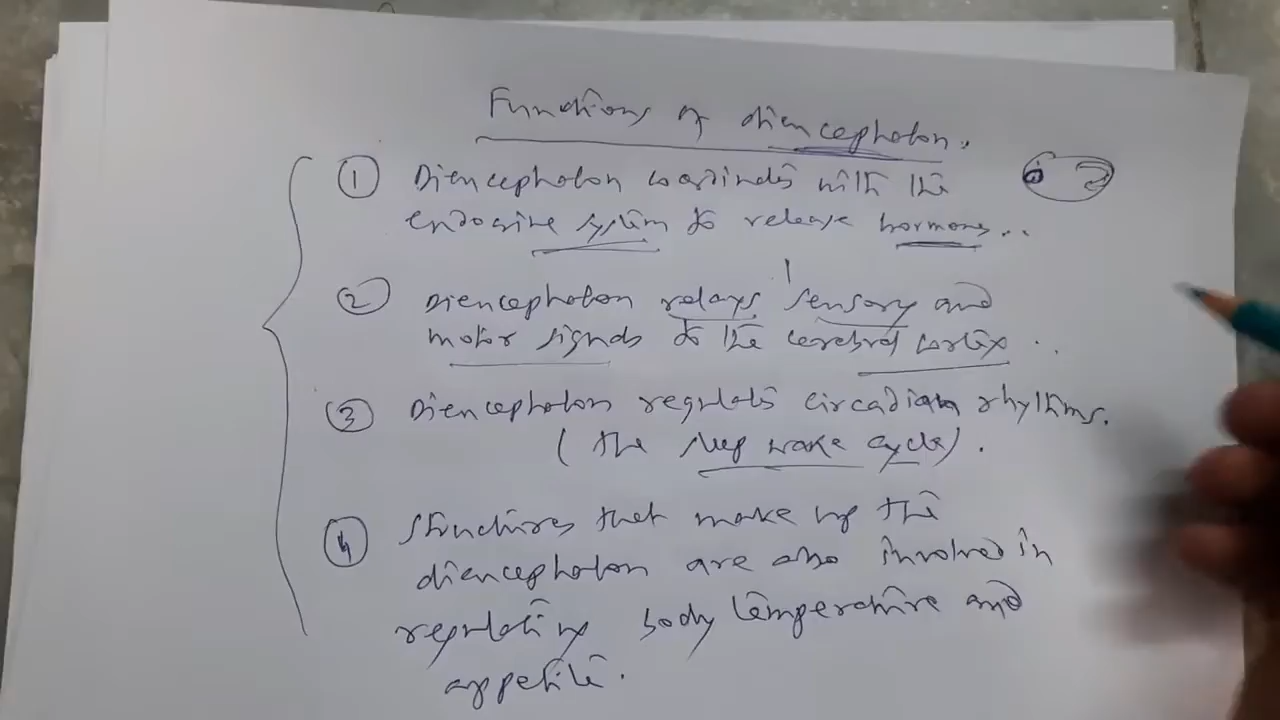 Functions of diencephalon.
① Diencephalon coordinates with the
endocrine system to release hormones..
② Diencephalon relays sensory and
motor signals to the cerebral cortex..
③ Diencephalon regulates circadian rhythms.
(the sleep wake cycle).
④ Structures that make up the
diencephalon are also involved in
regulating body temperature and
appetite.